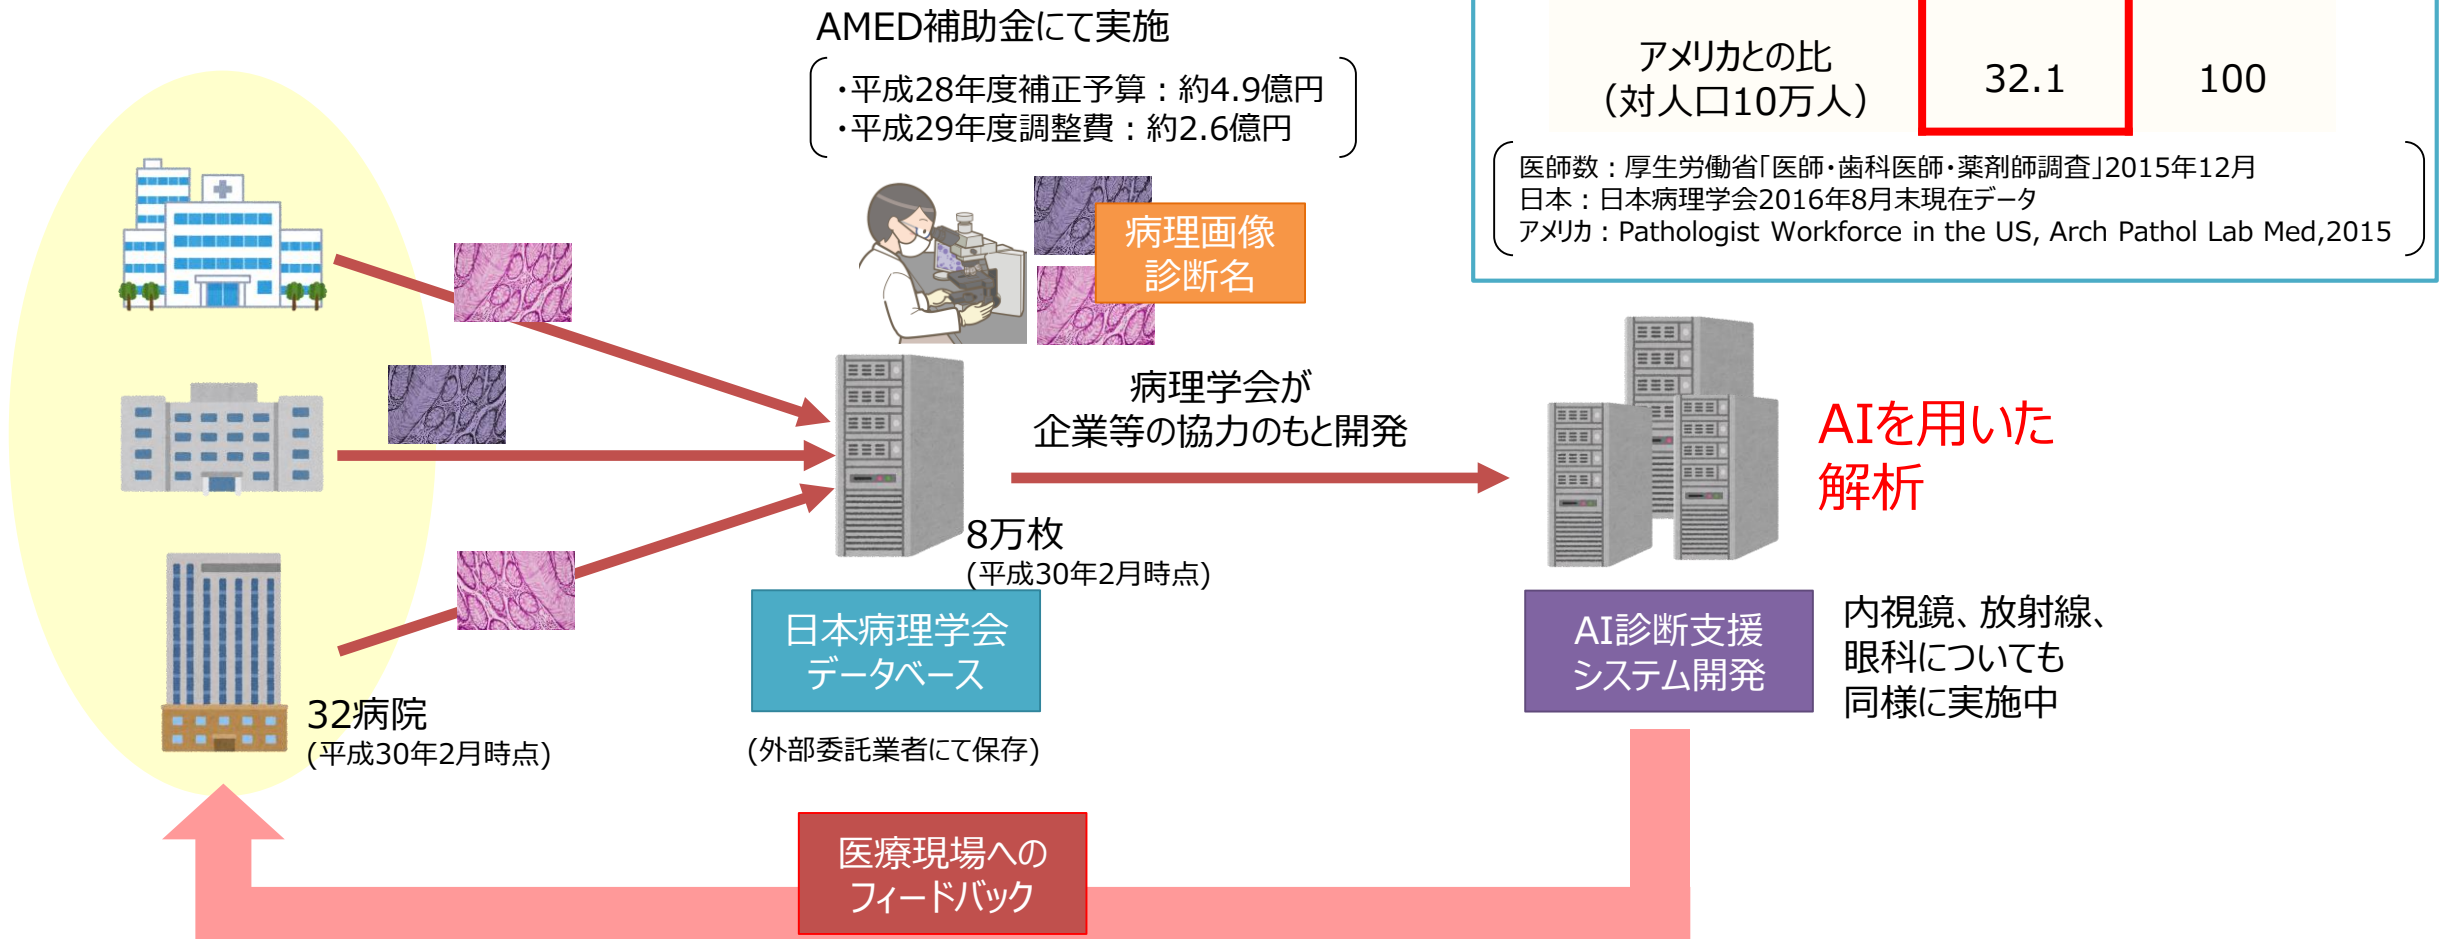 AMED補助金にて実施
・平成28年度補正予算：約4.9億円
・平成29年度調整費：約2.6億円
アメリカとの比
（対人口10万人）
32.1
100
医師数：厚生労働省「医師・歯科医師・薬剤師調査」2015年12月
日本：日本病理学会2016年8月末現在データ
アメリカ：Pathologist Workforce in the US, Arch Pathol Lab Med,2015
病理画像
診断名
病理学会が
企業等の協力のもと開発
AIを用いた
解析
8万枚
(平成30年2月時点)
日本病理学会
データベース
(外部委託業者にて保存)
AI診断支援
システム開発
内視鏡、放射線、
眼科についても
同様に実施中
32病院
(平成30年2月時点)
医療現場への
フィードバック